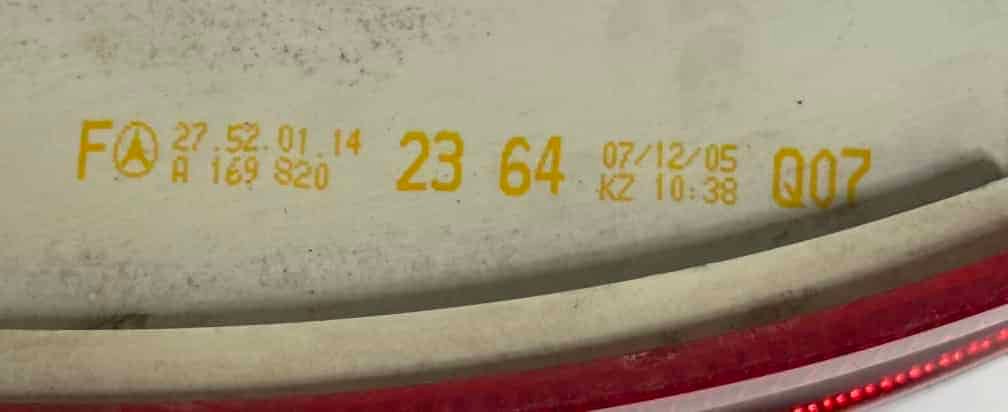 F 27.52.01.14
A 169 820 23 64 07/12/05
KZ 10:38 Q07